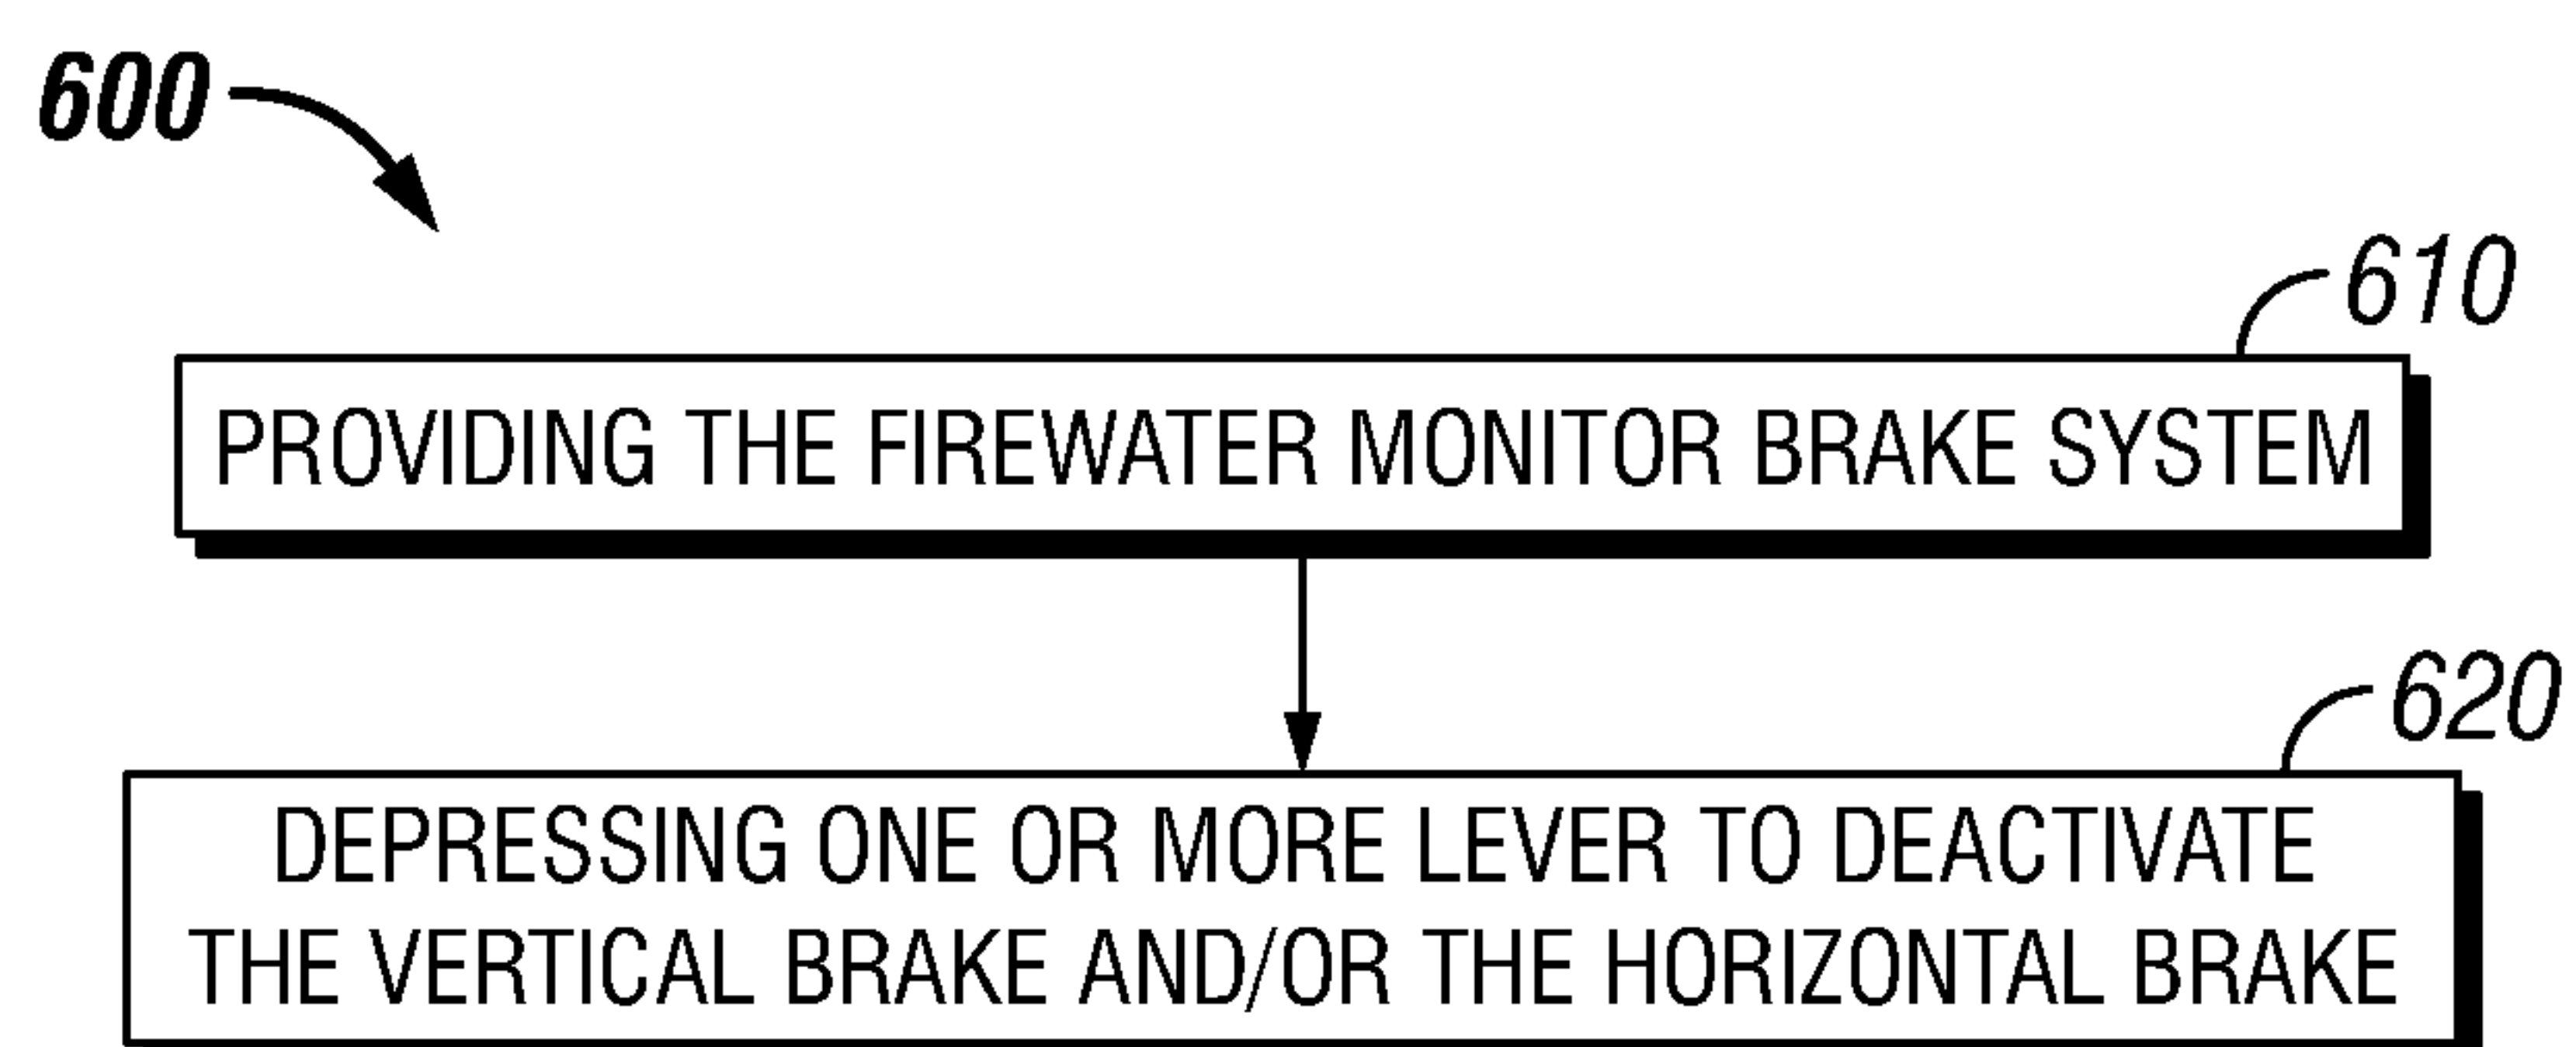 600
610
PROVIDING THE FIREWATER MONITOR BRAKE SYSTEM
620
DEPRESSING ONE OR MORE LEVER TO DEACTIVATE
THE VERTICAL BRAKE AND/OR THE HORIZONTAL BRAKE